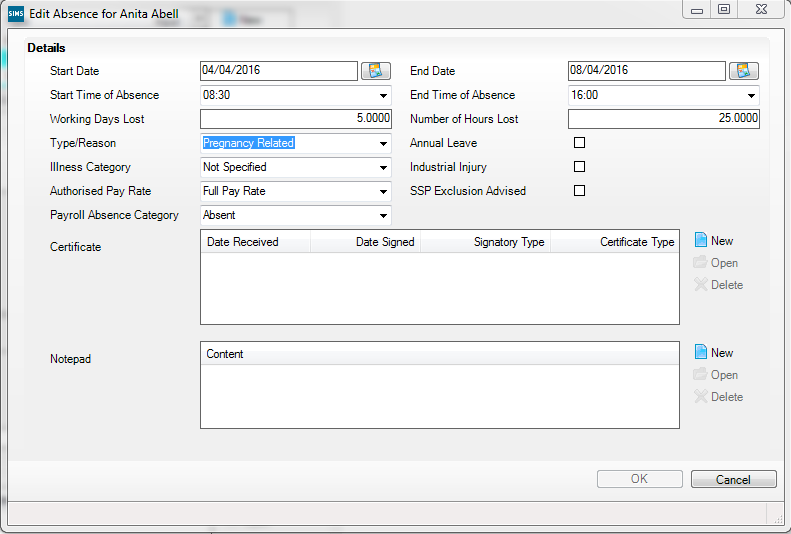 SIMS Edit Absence for Anita Abell
Details
Start Date 04/04/2016 End Date 08/04/2016
Start Time of Absence 08:30 End Time of Absence 16:00
Working Days Lost 5.0000 Number of Hours Lost 25.0000
Type/Reason Pregnancy Related Annual Leave
Illness Category Not Specified Industrial Injury
Authorised Pay Rate Full Pay Rate SSP Exclusion Advised
Payroll Absence Category Absent
Certificate Date Received Date Signed Signatory Type Certificate Type New
Open
Delete
Notepad Content New
Open
Delete
OK Cancel